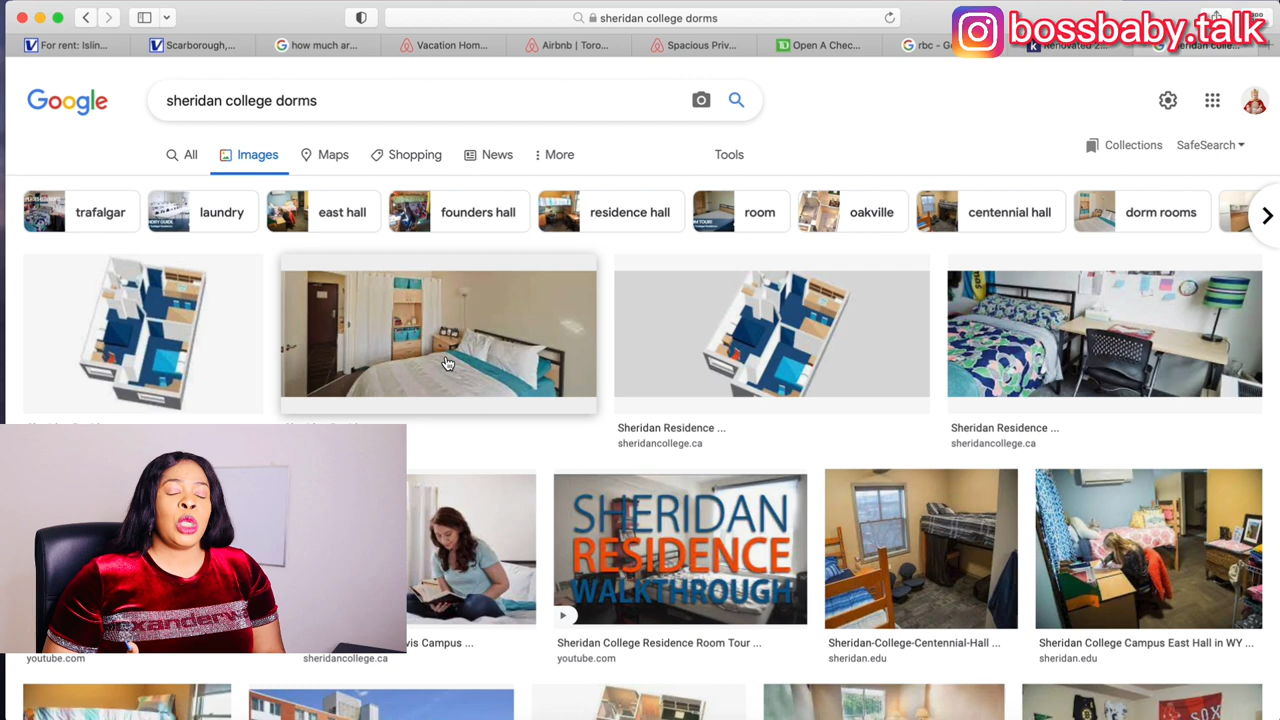 sheridan college dorms
bossbaby.talk
For rent: Islin...
Scarborough,...
how much ar...
Vacation Hom...
Airbnb | Toro...
Spacious Priv...
Open A Chec...
Google
sheridan college dorms
All
Images
Maps
Shopping
News
More
Tools
Collections
SafeSearch
trafalgar
laundry
east hall
founders hall
residence hall
room
oakville
centennial hall
dorm rooms
Sheridan Residence ...
sheridancollege.ca
Sheridan Residence ...
sheridancollege.ca
SHERIDAN
RESIDENCE
WALKTHROUGH
youtube.com
vis Campus ...
sheridancollege.ca
Sheridan College Residence Room Tour ...
youtube.com
Sheridan-College-Centennial-Hall ...
sheridan.edu
Sheridan College Campus East Hall in WY ...
sheridan.edu